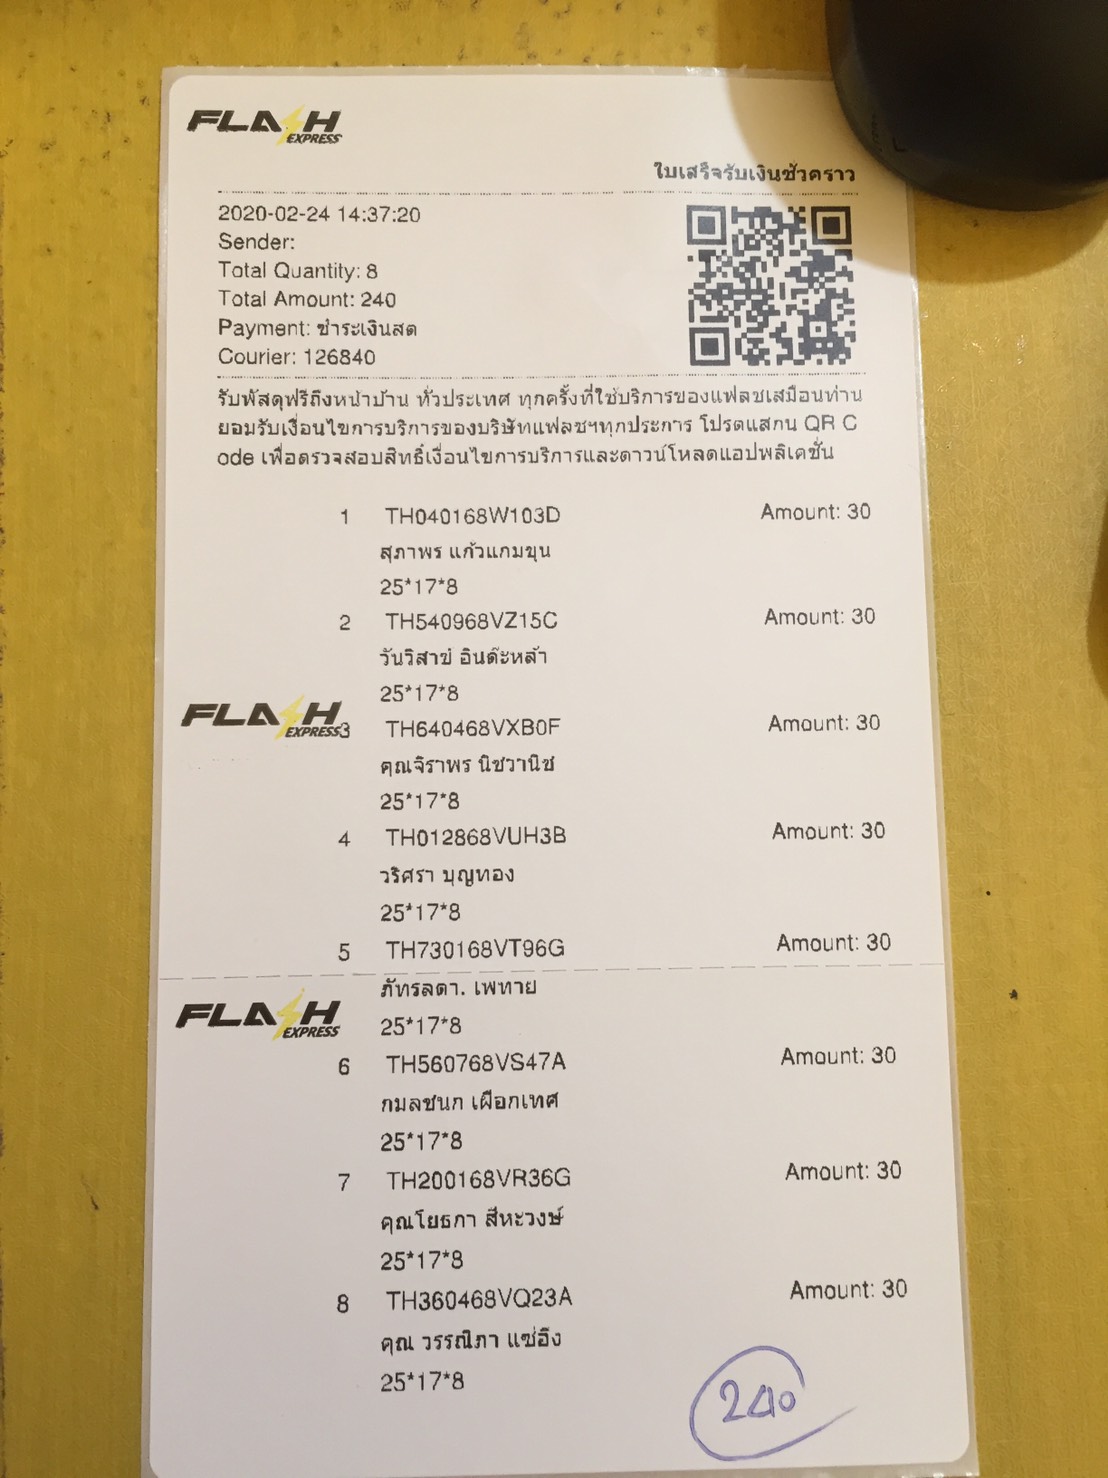 FLASH
EXPRESS
ใบเสร็จรับเงินชั่วคราว
2020-02-24 14:37:20
Sender:
Total Quantity: 8
Total Amount: 240
Payment: ชำระเงินสด
Courier: 126840
รับพัสดุฟรีถึงหน้าบ้าน ทั่วประเทศ ทุกครั้งที่ใช้บริการของแฟลชเสมือนท่าน
ยอมรับเงื่อนไขการบริการของบริษัทแฟลชฯทุกประการ โปรดแสกน QR C
ode เพื่อตรวจสอบสิทธิ์เงื่อนไขการบริการและดาวน์โหลดแอปพลิเคชั่น
1 TH040168W103D Amount: 30
สุภาพร แก้วแกมขุน
25*17*8
2 TH540968VZ15C Amount: 30
วันวิสาข์ อินต๊ะหล้า
25*17*8
FLASH
EXPRESS
3 TH640468VXB0F Amount: 30
คุณจิราพร นิชวานิช
25*17*8
4 TH012868VUH3B Amount: 30
วริศรา บุญทอง
25*17*8
5 TH730168VT96G Amount: 30
ภัทรลดา. เพทาย
FLASH
EXPRESS
25*17*8
6 TH560768VS47A Amount: 30
กมลชนก เผือกเทศ
25*17*8
7 TH200168VR36G Amount: 30
คุณโยธกา สีหะวงษ์
25*17*8
8 TH360468VQ23A Amount: 30
คุณ วรรณิภา แซ่อึง
25*17*8
240